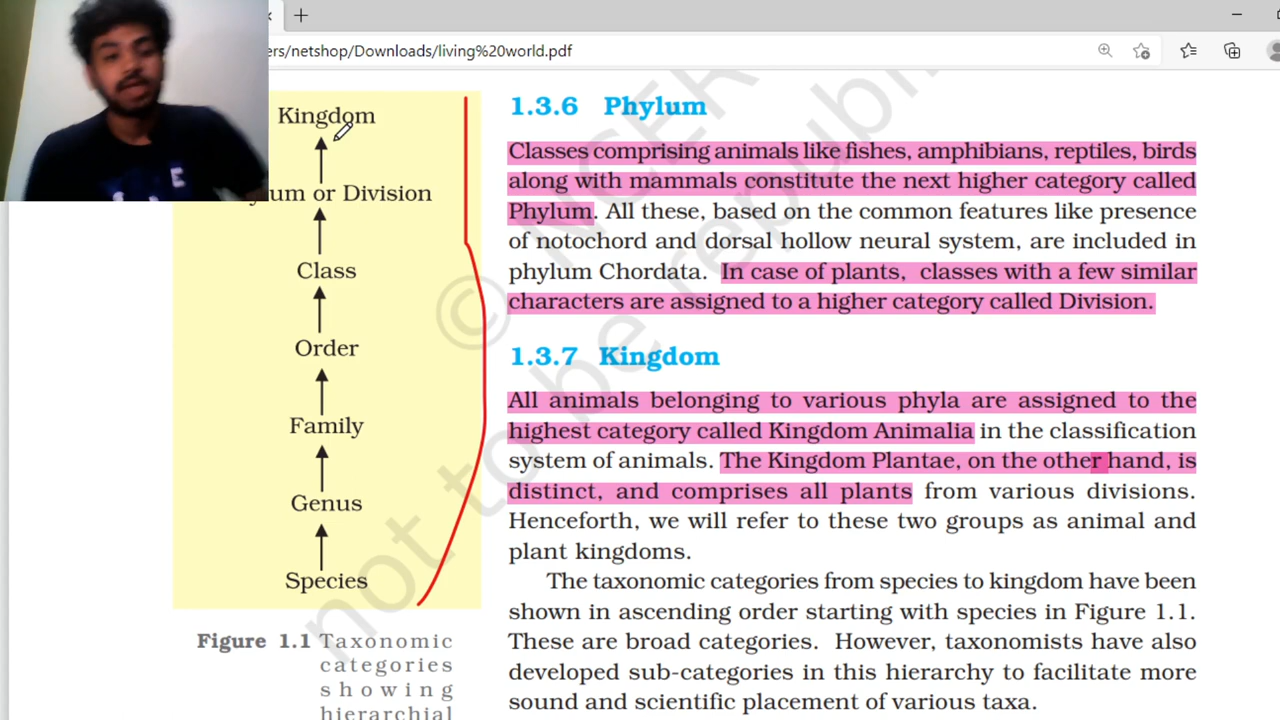 ers/netshop/Downloads/living%20world.pdf
Kingdom
um or Division
Class
Order
Family
Genus
Species
Figure 1.1 Taxonomic
categories
showing
hierarchial
1.3.6 Phylum
Classes comprising animals like fishes, amphibians, reptiles, birds
along with mammals constitute the next higher category called
Phylum. All these, based on the common features like presence
of notochord and dorsal hollow neural system, are included in
phylum Chordata. In case of plants, classes with a few similar
characters are assigned to a higher category called Division.
1.3.7 Kingdom
All animals belonging to various phyla are assigned to the
highest category called Kingdom Animalia in the classification
system of animals. The Kingdom Plantae, on the other hand, is
distinct, and comprises all plants from various divisions.
Henceforth, we will refer to these two groups as animal and
plant kingdoms.
The taxonomic categories from species to kingdom have been
shown in ascending order starting with species in Figure 1.1.
These are broad categories. However, taxonomists have also
developed sub-categories in this hierarchy to facilitate more
sound and scientific placement of various taxa.
© NCER
not to be republi
E